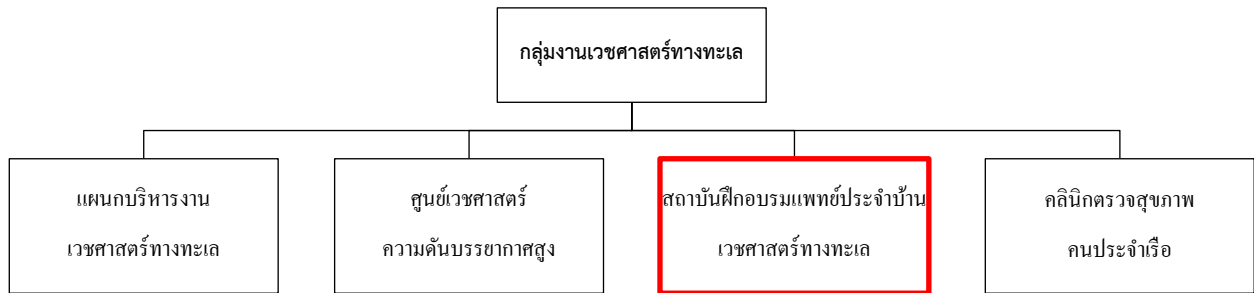 กลุ่มงานเวชศาสตร์ทางทะเล
แผนกบริหารงาน
เวชศาสตร์ทางทะเล
ศูนย์เวชศาสตร์
ความดันบรรยากาศสูง
สถาบันฝึกอบรมแพทย์ประจำบ้าน
เวชศาสตร์ทางทะเล
คลินิกตรวจสุขภาพ
คนประจำเรือ